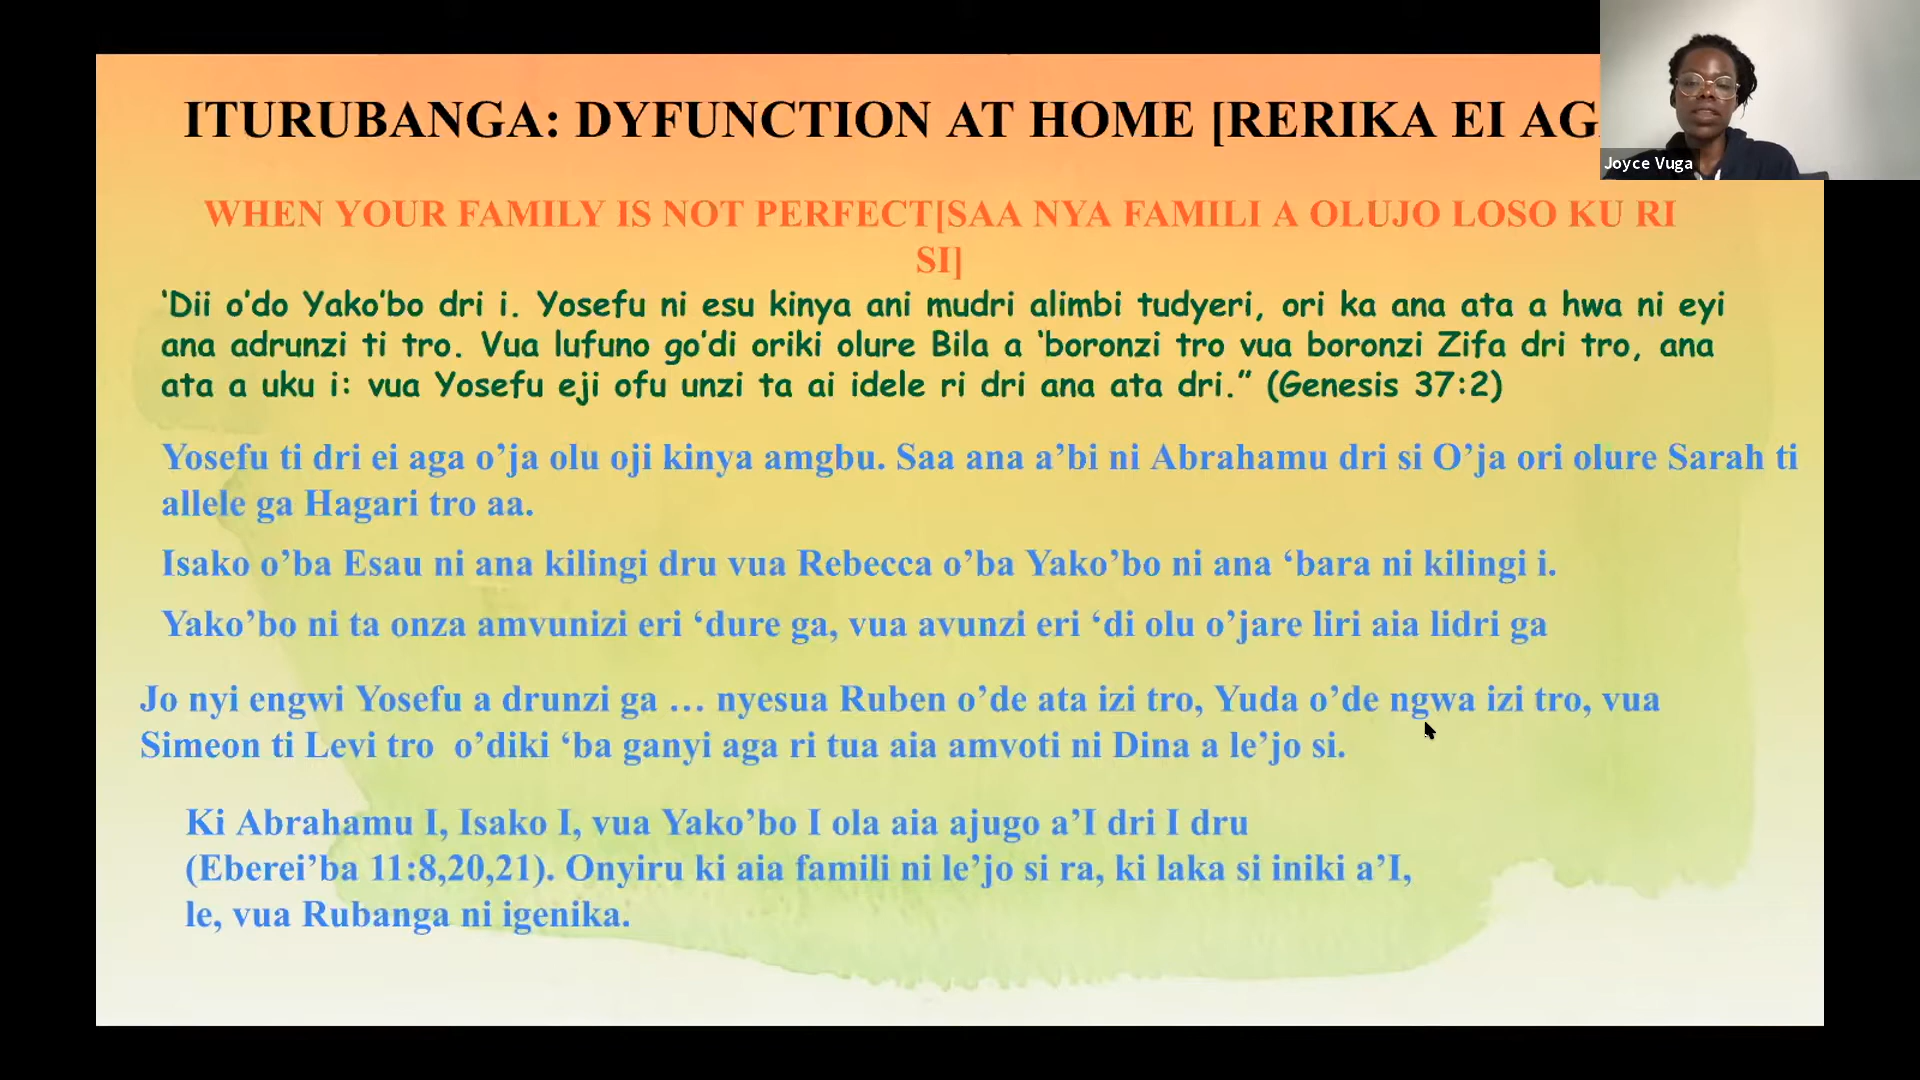 ITURUBANGA: DYFUNCTION AT HOME [RERIKA EI
WHEN YOUR FAMILY IS NOT PERFECT[SAA NYA FAMILI A OLUJO LOSO KU RI
SI]
‘Dii o’do Yako’bo dri i. Yosefu ni esu kinya ani mudri alimbi tudyeri, ori ka ana ata a hwa ni eyi
ana adrunzi ti tro. Vua lufuno go’di oriki olure Bila a ‘boronzi tro vua boronzi Zifa dri tro, ana
ata a uku i: vua Yosefu eji ofu unzi ta ai idele ri dri ana ata dri.” (Genesis 37:2)
Yosefu ti dri ei aga o’ja olu oji kinya amgbu. Saa ana a’bi ni Abrahamu dri si O’ja ori olure Sarah ti
allele ga Hagari tro aa.
Isako o’ba Esau ni ana kilingi dru vua Rebecca o’ba Yako’bo ni ana ‘bara ni kilingi i.
Yako’bo ni ta onza amvunizi eri ‘dure ga, vua avunzi eri ‘di olu o’jare liri aia lidri ga
Jo nyi engwi Yosefu a drunzi ga … nyesua Ruben o’de ata izi tro, Yuda o’de ngwa izi tro, vua
Simeon ti Levi tro o’diki ‘ba ganyi aga ri tua aia amvoti ni Dina a le’jo si.
Ki Abrahamu I, Isako I, vua Yako’bo I ola aia ajugo a’I dri I dru
(Eberei’ba 11:8,20,21). Onyiru ki aia famili ni le’jo si ra, ki laka si iniki a’I,
le, vua Rubanga ni igenika.
Joyce Vuga